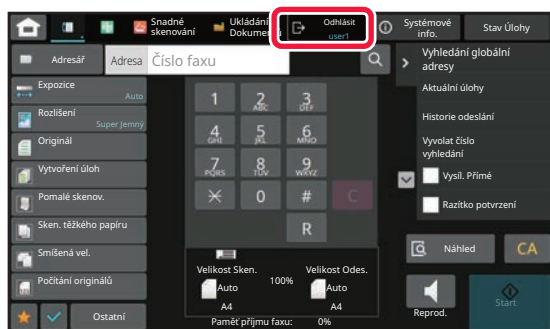 Snadné
skenování
Ukládání
Dokumentu
Odhlásit
user1
Systémové
info.
Stav Úlohy
Adresář
Adresa
Číslo faxu
Expozice
Auto
Rozlišení
Super Jemný
Originál
Vytvoření úloh
Pomalé skenov.
Sken. těžkého papíru
Smíšená vel.
Počítání originálů
Ostatní
1
2
ABC
3
DEF
4
GHI
5
JKL
6
MNO
7
PQRS
8
TUV
9
WXYZ
0
#
C
R
Velikost Sken.
Auto
A4
100%
Velikost Odes.
Auto
A4
Paměť příjmu faxu: 0%
Vyhledání globální
adresy
Aktuální úlohy
Historie odeslání
Vyvolat číslo
vyhledání
Vysíl. Přímé
Razítko potvrzení
Náhled
CA
Reprod.
Start